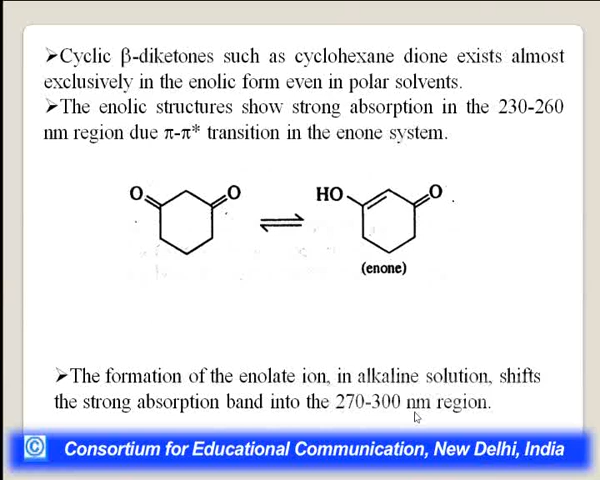 ➢Cyclic β-diketones such as cyclohexane dione exists almost
exclusively in the enolic form even in polar solvents.
➢The enolic structures show strong absorption in the 230-260
nm region due π-π* transition in the enone system.
O O HO O
(enone)
➢The formation of the enolate ion, in alkaline solution, shifts
the strong absorption band into the 270-300 nm region.
© Consortium for Educational Communication, New Delhi, India